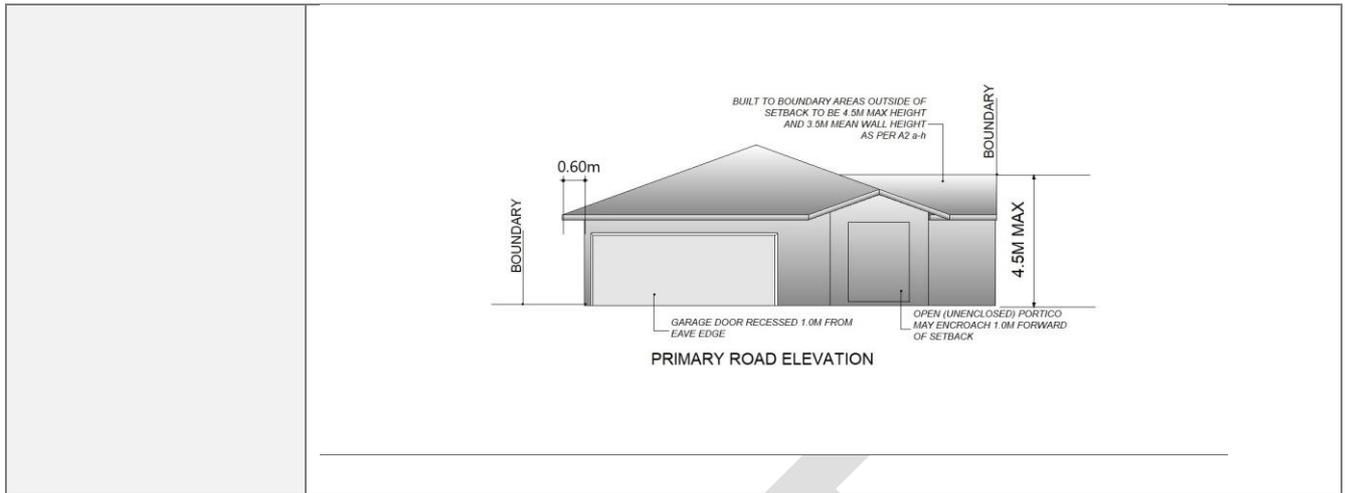 BUILT TO BOUNDARY AREAS OUTSIDE OF
SETBACK TO BE 4.5M MAX HEIGHT
AND 3.5M MEAN WALL HEIGHT
AS PER A2 a-h
BOUNDARY
0.60m
BOUNDARY
4.5M MAX
GARAGE DOOR RECESSED 1.0M FROM
EAVE EDGE
OPEN (UNENCLOSED) PORTICO
MAY ENCROACH 1.0M FORWARD
OF SETBACK
PRIMARY ROAD ELEVATION